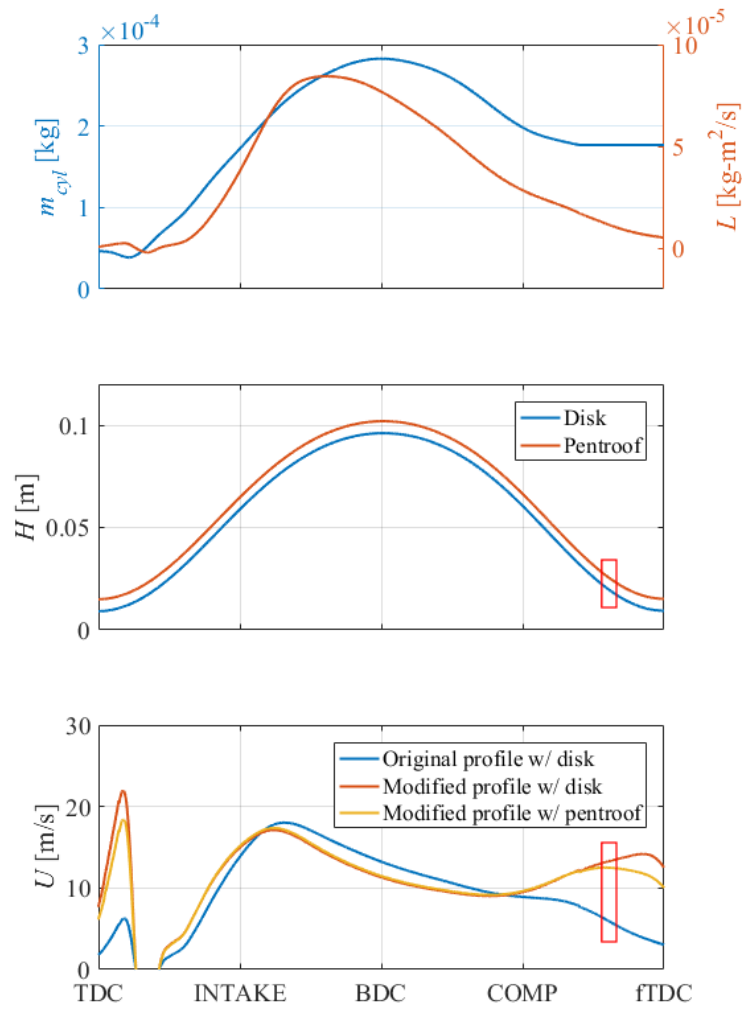 ×10⁻⁴
×10⁻⁵
3
10
2
5
1
0
0
m_cyl [kg]
L [kg-m²/s]
0.1
0.05
0
H [m]
Disk
Pentroof
30
20
10
0
U [m/s]
Original profile w/ disk
Modified profile w/ disk
Modified profile w/ pentroof
TDC INTAKE BDC COMP fTDC